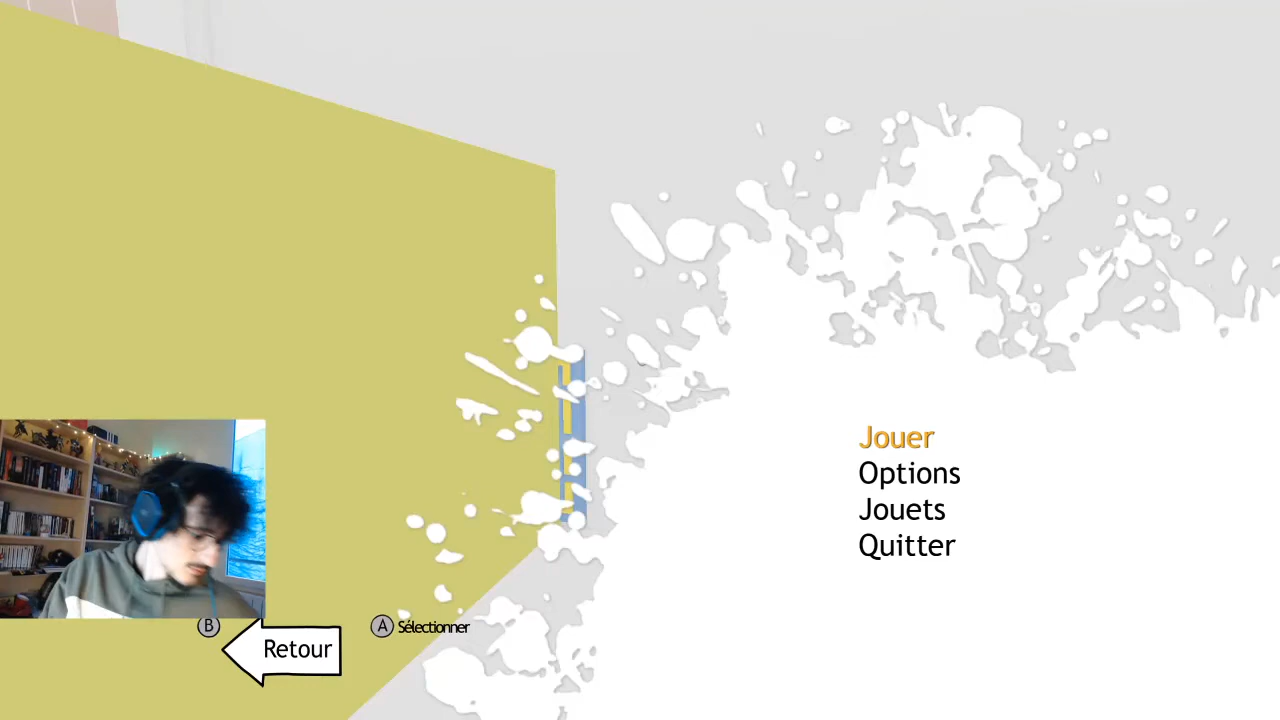 Jouer
Options
Jouets
Quitter
B
Retour
A Sélectionner